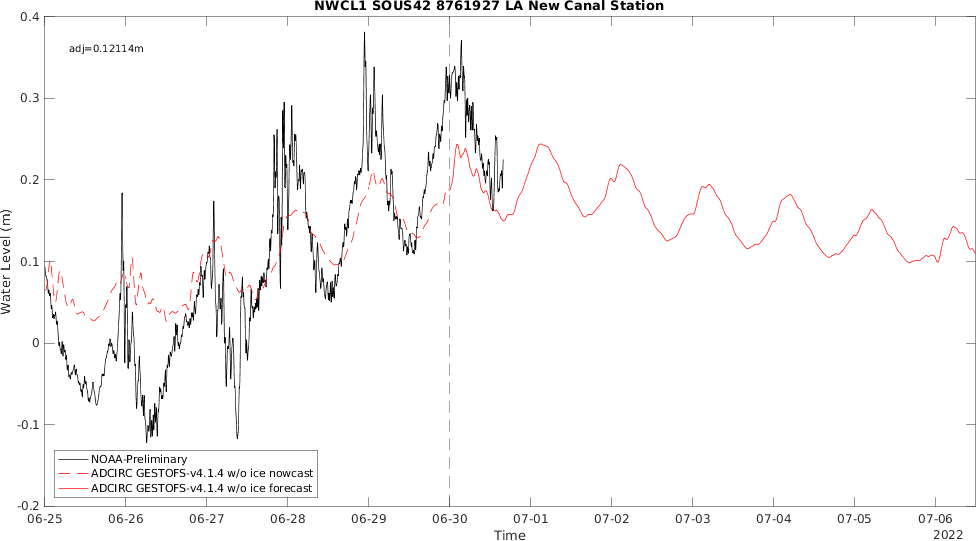 NWCL1 SOUS42 8761927 LA New Canal Station
adj=0.12114m
0.4
0.3
0.2
0.1
0
-0.1
-0.2
Water Level (m)
NOAA-Preliminary
ADCIRC GESTOFS-v4.1.4 w/o ice nowcast
ADCIRC GESTOFS-v4.1.4 w/o ice forecast
06-25 06-26 06-27 06-28 06-29 06-30 07-01 07-02 07-03 07-04 07-05 07-06
2022
Time